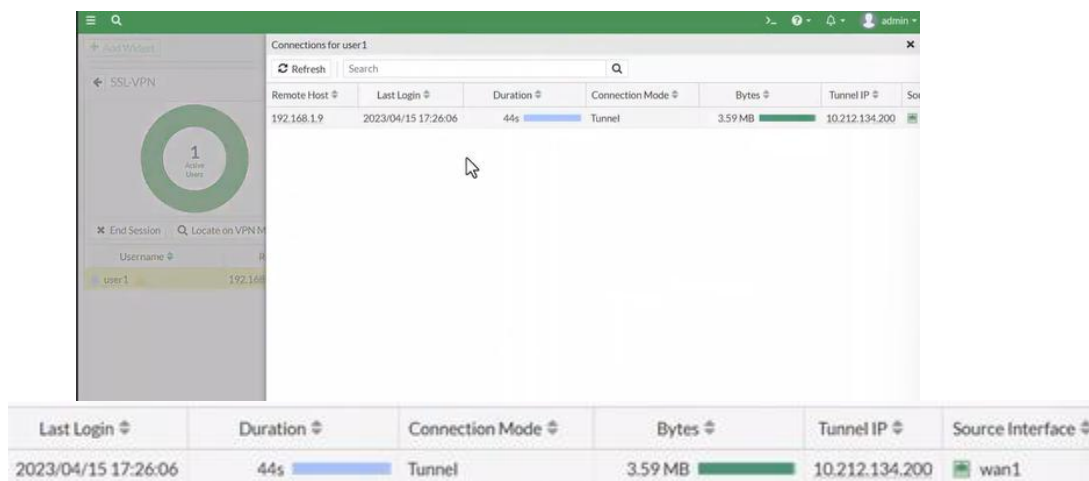 admin
+ Add Widget
Connections for user1
Refresh
Search
SSL-VPN
Remote Host
Last Login
Duration
Connection Mode
Bytes
Tunnel IP
Sou
192.168.1.9
2023/04/15 17:26:06
44s
Tunnel
3.59 MB
10.212.134.200
1
Active
Users
End Session
Locate on VPN M
Username
R
user1
192.168
Last Login
Duration
Connection Mode
Bytes
Tunnel IP
Source Interface
2023/04/15 17:26:06
44s
Tunnel
3.59 MB
10.212.134.200
wan1